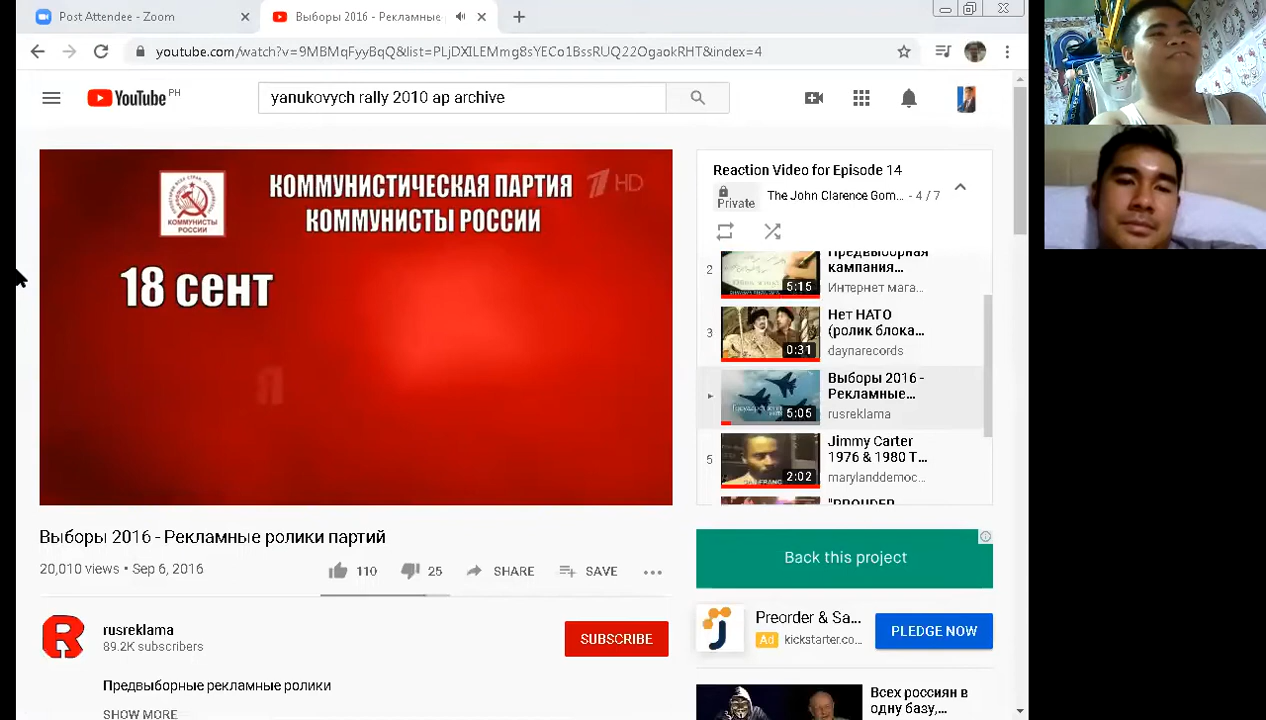 Post Attendee - Zoom
Выборы 2016 - Рекламные
youtube.com/watch?v=9MBMqFyyBqQ&list=PLjDXILEMmg8sYECo1BssRUQ22OgaokRHT&index=4
YouTube PH
yanukovych rally 2010 ap archive
КОММУНИСТИЧЕСКАЯ ПАРТИЯ
КОММУНИСТЫ РОССИИ
HD
КОММУНИСТЫ
РОССИИ
18 сент
Я
Reaction Video for Episode 14
Private
The John Clarence Gom... - 4 / 7
2
Предвыборная
кампания...
Интернет мага...
5:15
3
Нет НАТО
(ролик блока...
daynarecords
0:31
Выборы 2016 -
Рекламные...
rusreklama
5:05
5
Jimmy Carter
1976 & 1980 T...
marylanddemoc...
2:02
"PROUDER
Выборы 2016 - Рекламные ролики партий
20,010 views • Sep 6, 2016
110
25
SHARE
SAVE
rusreklama
89.2K subscribers
SUBSCRIBE
Предвыборные рекламные ролики
SHOW MORE
Back this project
Preorder & Sa...
Ad kickstarter.co...
PLEDGE NOW
Всех россиян в
одну базу,...